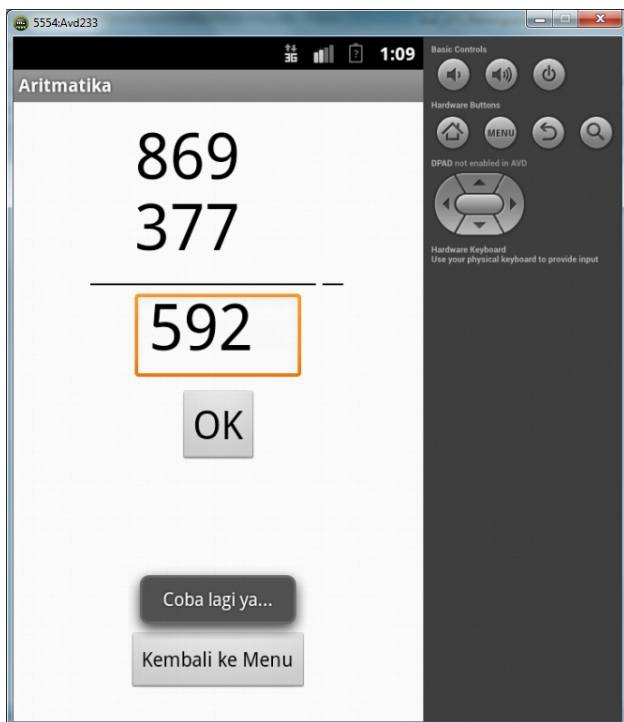 5554:Avd233
3G 1:09
Aritmatika
869
377
—
592
OK
Coba lagi ya...
Kembali ke Menu
Basic Controls
Hardware Buttons
MENU
DPAD not enabled in AVD
Hardware Keyboard
Use your physical keyboard to provide input